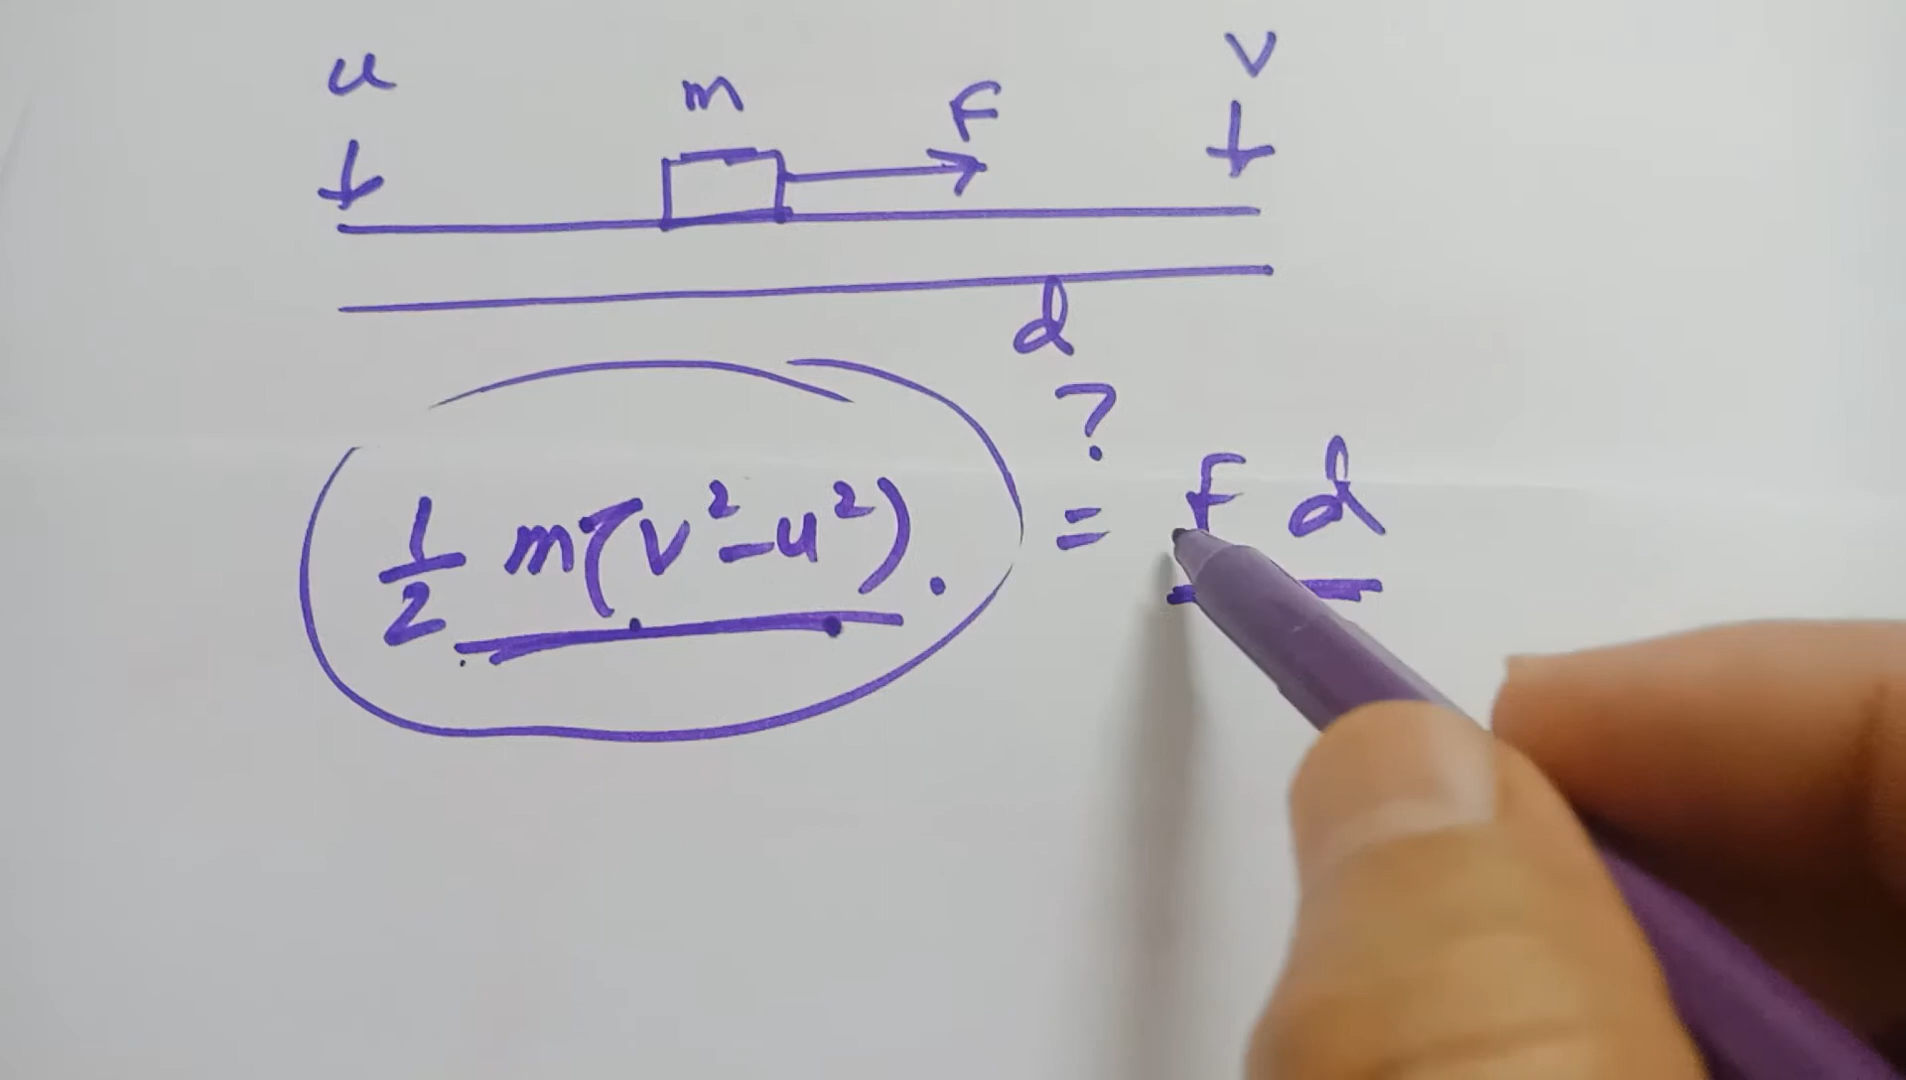 u m F v
d
?
1/2 m(v²-u²). = F d